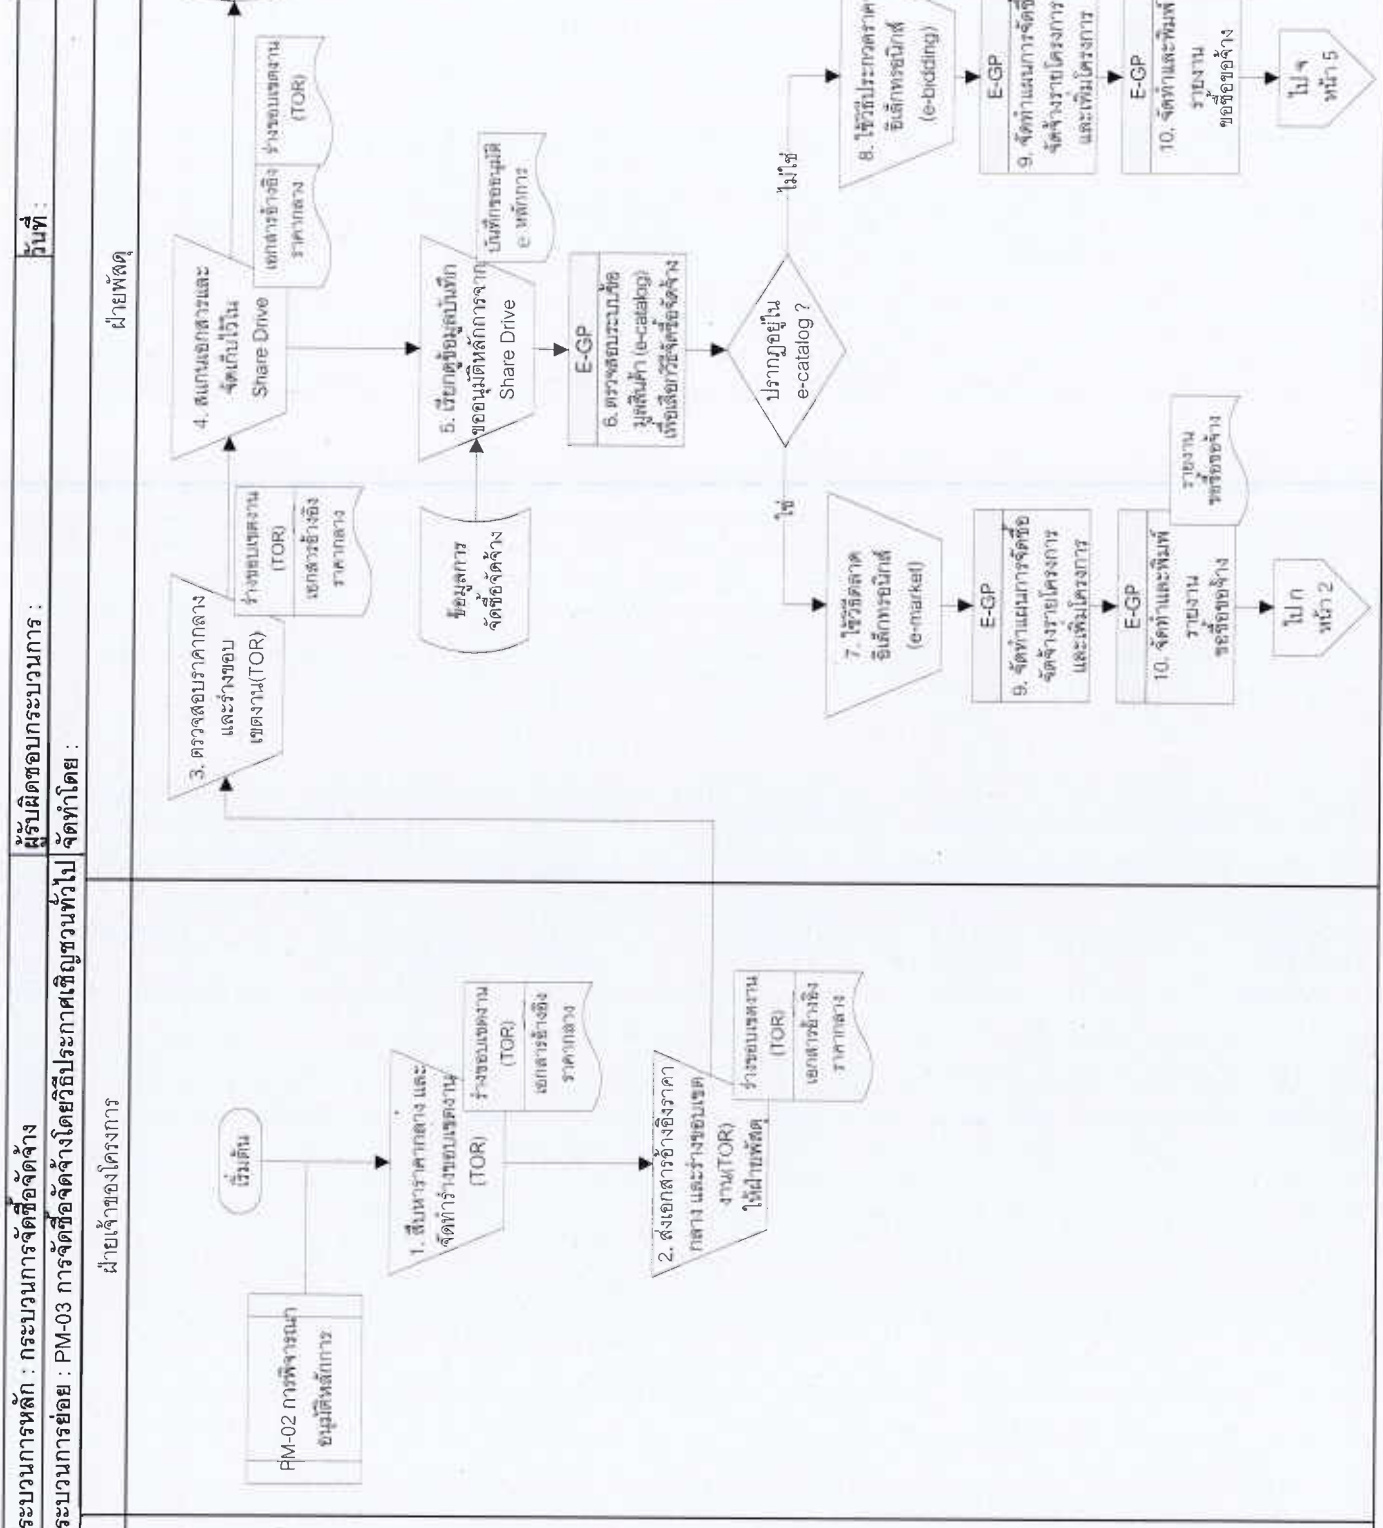 ระบวนการหลัก : กระบวนการจัดซื้อจัดจ้าง
ผู้รับผิดชอบกระบวนการ :
ระบวนการย่อย : PM-03 การจัดซื้อจัดจ้างโดยวิธีประกาศเชิญชวนทั่วไป
จัดทำโดย :
วันที่ :
ฝ่ายเจ้าของโครงการ
ฝ่ายพัสดุ
เริ่มต้น
PM-02 การพิจารณา
อนุมัติหลักการ
1. สืบหาราคากลาง และ
จัดทำร่างขอบเขตงาน
(TOR)
ร่างขอบเขตงาน
(TOR)
เอกสารอ้างอิง
ราคากลาง
2. ส่งเอกสารอ้างอิงราคา
กลาง และร่างขอบเขต
งาน(TOR)
ให้ฝ่ายพัสดุ
ร่างขอบเขตงาน
(TOR)
เอกสารอ้างอิง
ราคากลาง
3. ตรวจสอบราคากลาง
และร่างขอบ
เขตงาน(TOR)
ร่างขอบเขตงาน
(TOR)
เอกสารอ้างอิง
ราคากลาง
4. สแกนเอกสารและ
จัดเก็บไว้ใน
Share Drive
เอกสารอ้างอิง
ราคากลาง
ร่างขอบเขตงาน
(TOR)
ข้อมูลการ
จัดซื้อจัดจ้าง
5. เรียกดูข้อมูลบันทึก
ขออนุมัติหลักการจาก
Share Drive
บันทึกขออนุมัติ
e หลักการ
E-GP
6. ตรวจสอบระบบข้อ
มูลสินค้า (e-catalog)
เพื่อเลือกวิธีจัดซื้อจัดจ้าง
ปรากฏอยู่ใน
e-catalog ?
ใช่
ไม่ใช่
7. ใช้วิธีตลาด
อิเล็กทรอนิกส์
(e-market)
E-GP
9. จัดทำแผนการจัดซื้อ
จัดจ้างรายโครงการ
และเพิ่มโครงการ
E-GP
10. จัดทำและพิมพ์
รายงาน
ขอซื้อขอจ้าง
รายงาน
ขอซื้อขอจ้าง
ไป ก
หน้า 2
8. ใช้วิธีประกวดราค
อิเล็กทรอนิกส์
(e-bidding)
E-GP
9. จัดทำแผนการจัดซื้
จัดจ้างรายโครงการ
และเพิ่มโครงการ
E-GP
10. จัดทำและพิมพ์
รายงาน
ขอซื้อขอจ้าง
ไป จ
หน้า 5